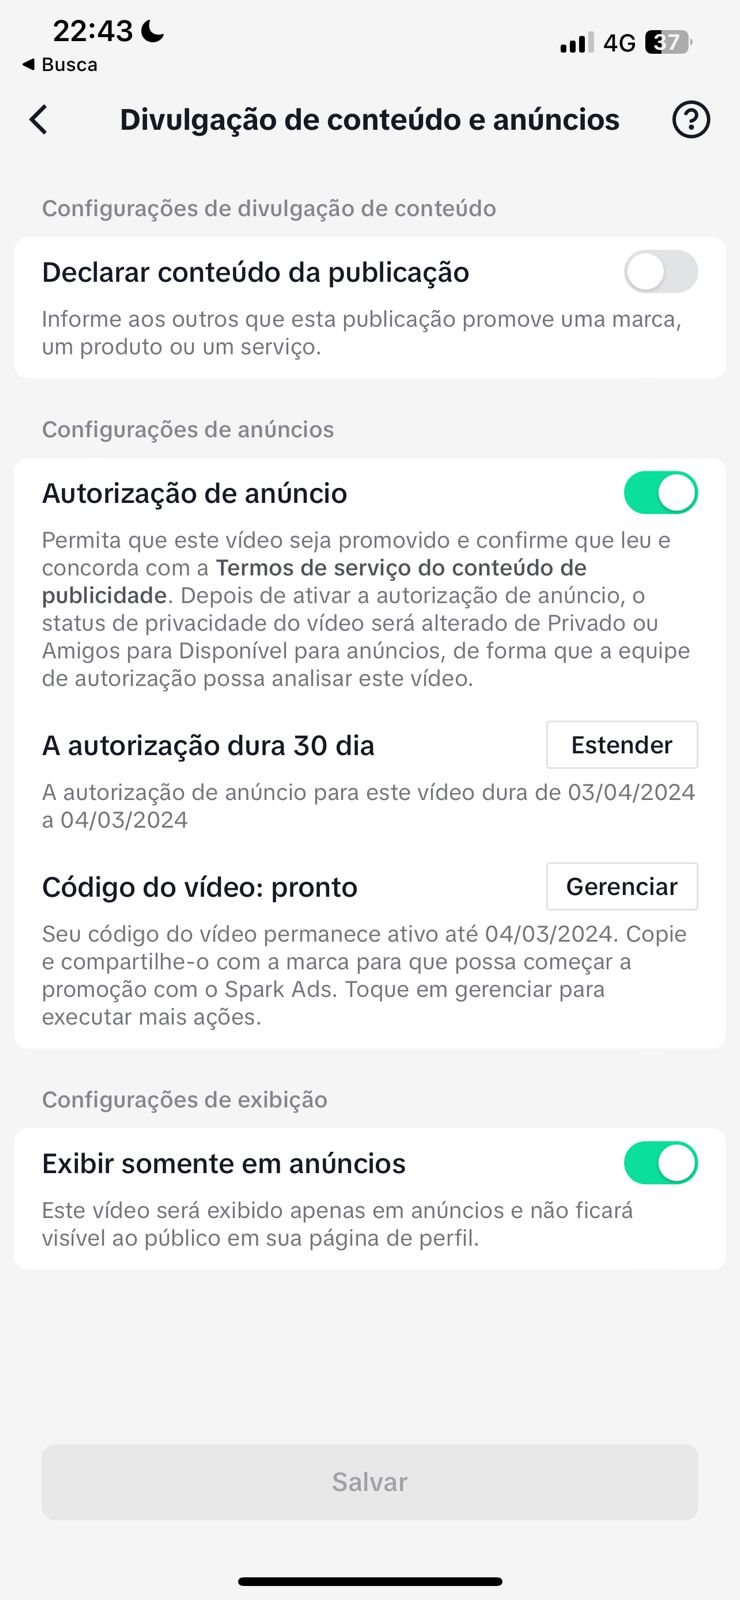 22:43
4G 37
Busca
Divulgação de conteúdo e anúncios
Configurações de divulgação de conteúdo
Declarar conteúdo da publicação
Informe aos outros que esta publicação promove uma marca,
um produto ou um serviço.
Configurações de anúncios
Autorização de anúncio
Permita que este vídeo seja promovido e confirme que leu e
concorda com a Termos de serviço do conteúdo de
publicidade. Depois de ativar a autorização de anúncio, o
status de privacidade do vídeo será alterado de Privado ou
Amigos para Disponível para anúncios, de forma que a equipe
de autorização possa analisar este vídeo.
A autorização dura 30 dia
Estender
A autorização de anúncio para este vídeo dura de 03/04/2024
a 04/03/2024
Código do vídeo: pronto
Gerenciar
Seu código do vídeo permanece ativo até 04/03/2024. Copie
e compartilhe-o com a marca para que possa começar a
promoção com o Spark Ads. Toque em gerenciar para
executar mais ações.
Configurações de exibição
Exibir somente em anúncios
Este vídeo será exibido apenas em anúncios e não ficará
visível ao público em sua página de perfil.
Salvar